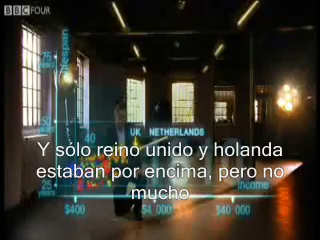 BBC FOUR
lifespan
75
years
50
40
UK NETHERLANDS
Y sólo reino unido y holanda
estaban por encima, pero no
mucho
25
years
income
$400
$4 000
$40 000